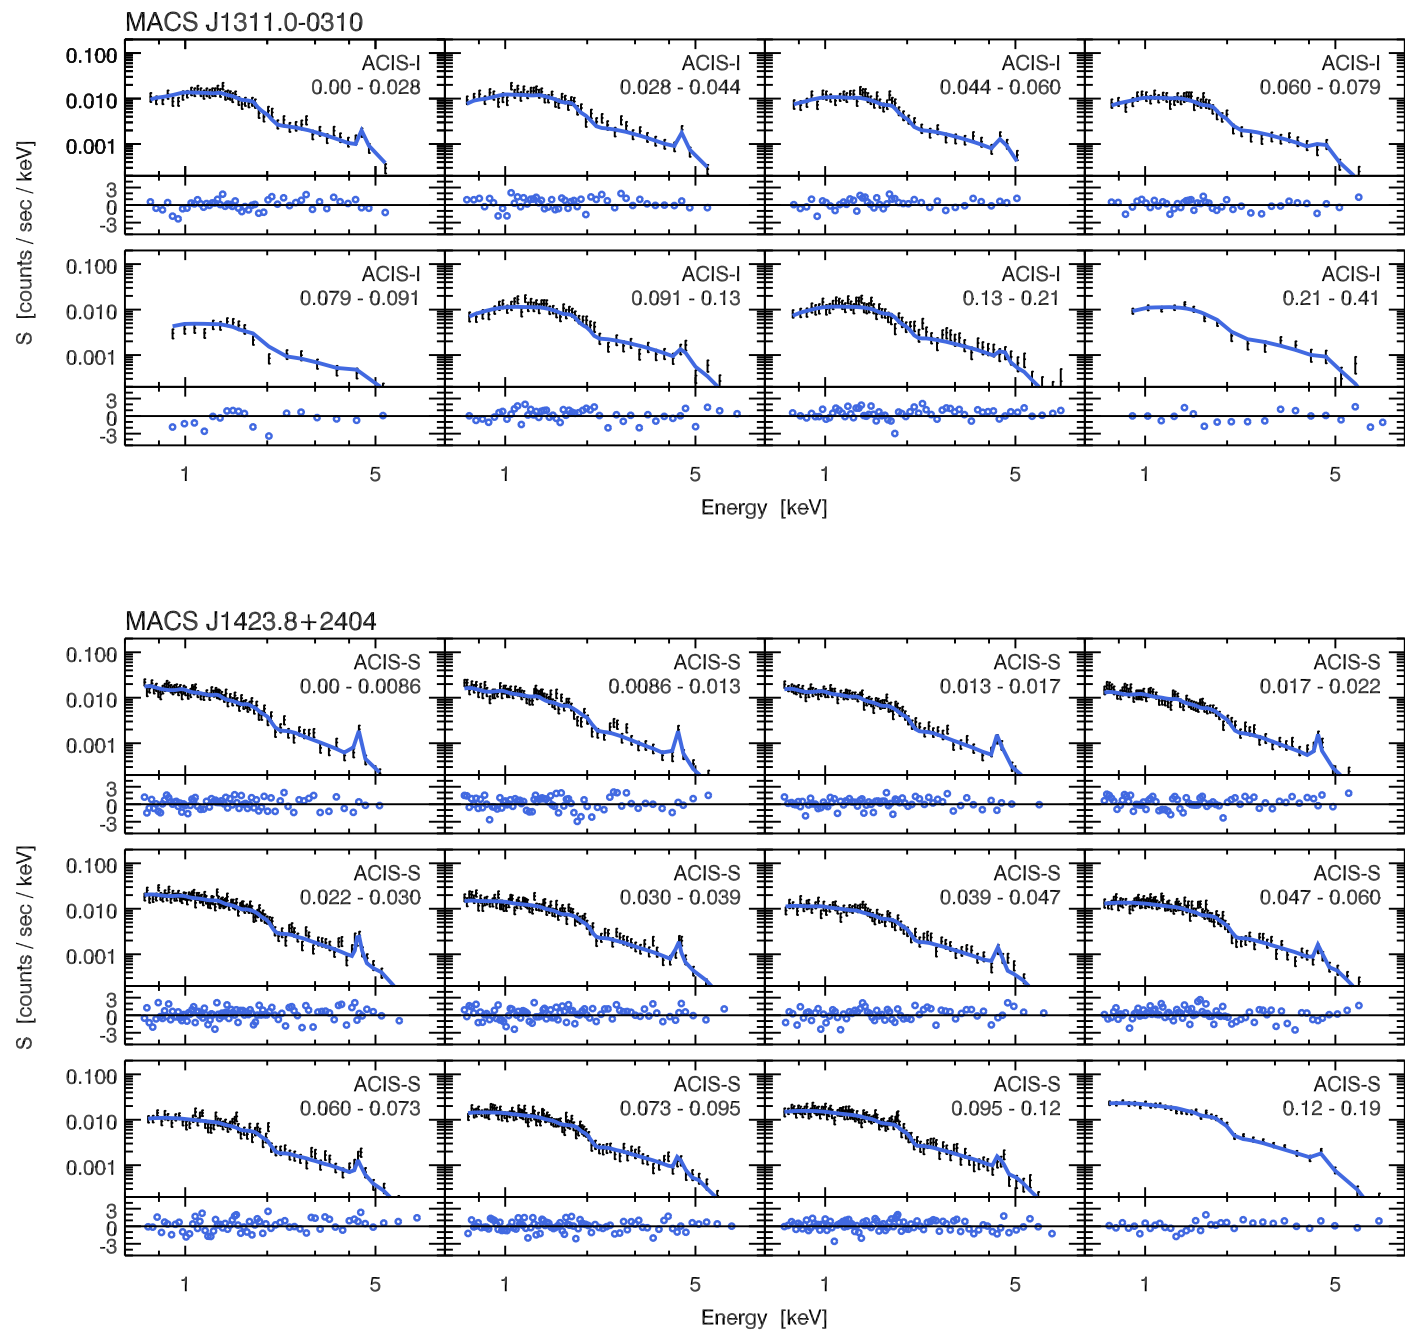 MACS J1311.0-0310
ACIS-I ACIS-I ACIS-I ACIS-I
0.00 - 0.028 0.028 - 0.044 0.044 - 0.060 0.060 - 0.079
0.100
0.010
0.001
3
0
-3
S [counts / sec / keV]
ACIS-I ACIS-I ACIS-I ACIS-I
0.079 - 0.091 0.091 - 0.13 0.13 - 0.21 0.21 - 0.41
0.100
0.010
0.001
3
0
-3
1 5 1 5 1 5 1 5
Energy [keV]
MACS J1423.8+2404
ACIS-S ACIS-S ACIS-S ACIS-S
0.00 - 0.0086 0.0086 - 0.013 0.013 - 0.017 0.017 - 0.022
0.100
0.010
0.001
3
0
-3
ACIS-S ACIS-S ACIS-S ACIS-S
0.022 - 0.030 0.030 - 0.039 0.039 - 0.047 0.047 - 0.060
0.100
0.010
0.001
3
0
-3
S [counts / sec / keV]
ACIS-S ACIS-S ACIS-S ACIS-S
0.060 - 0.073 0.073 - 0.095 0.095 - 0.12 0.12 - 0.19
0.100
0.010
0.001
3
0
-3
1 5 1 5 1 5 1 5
Energy [keV]